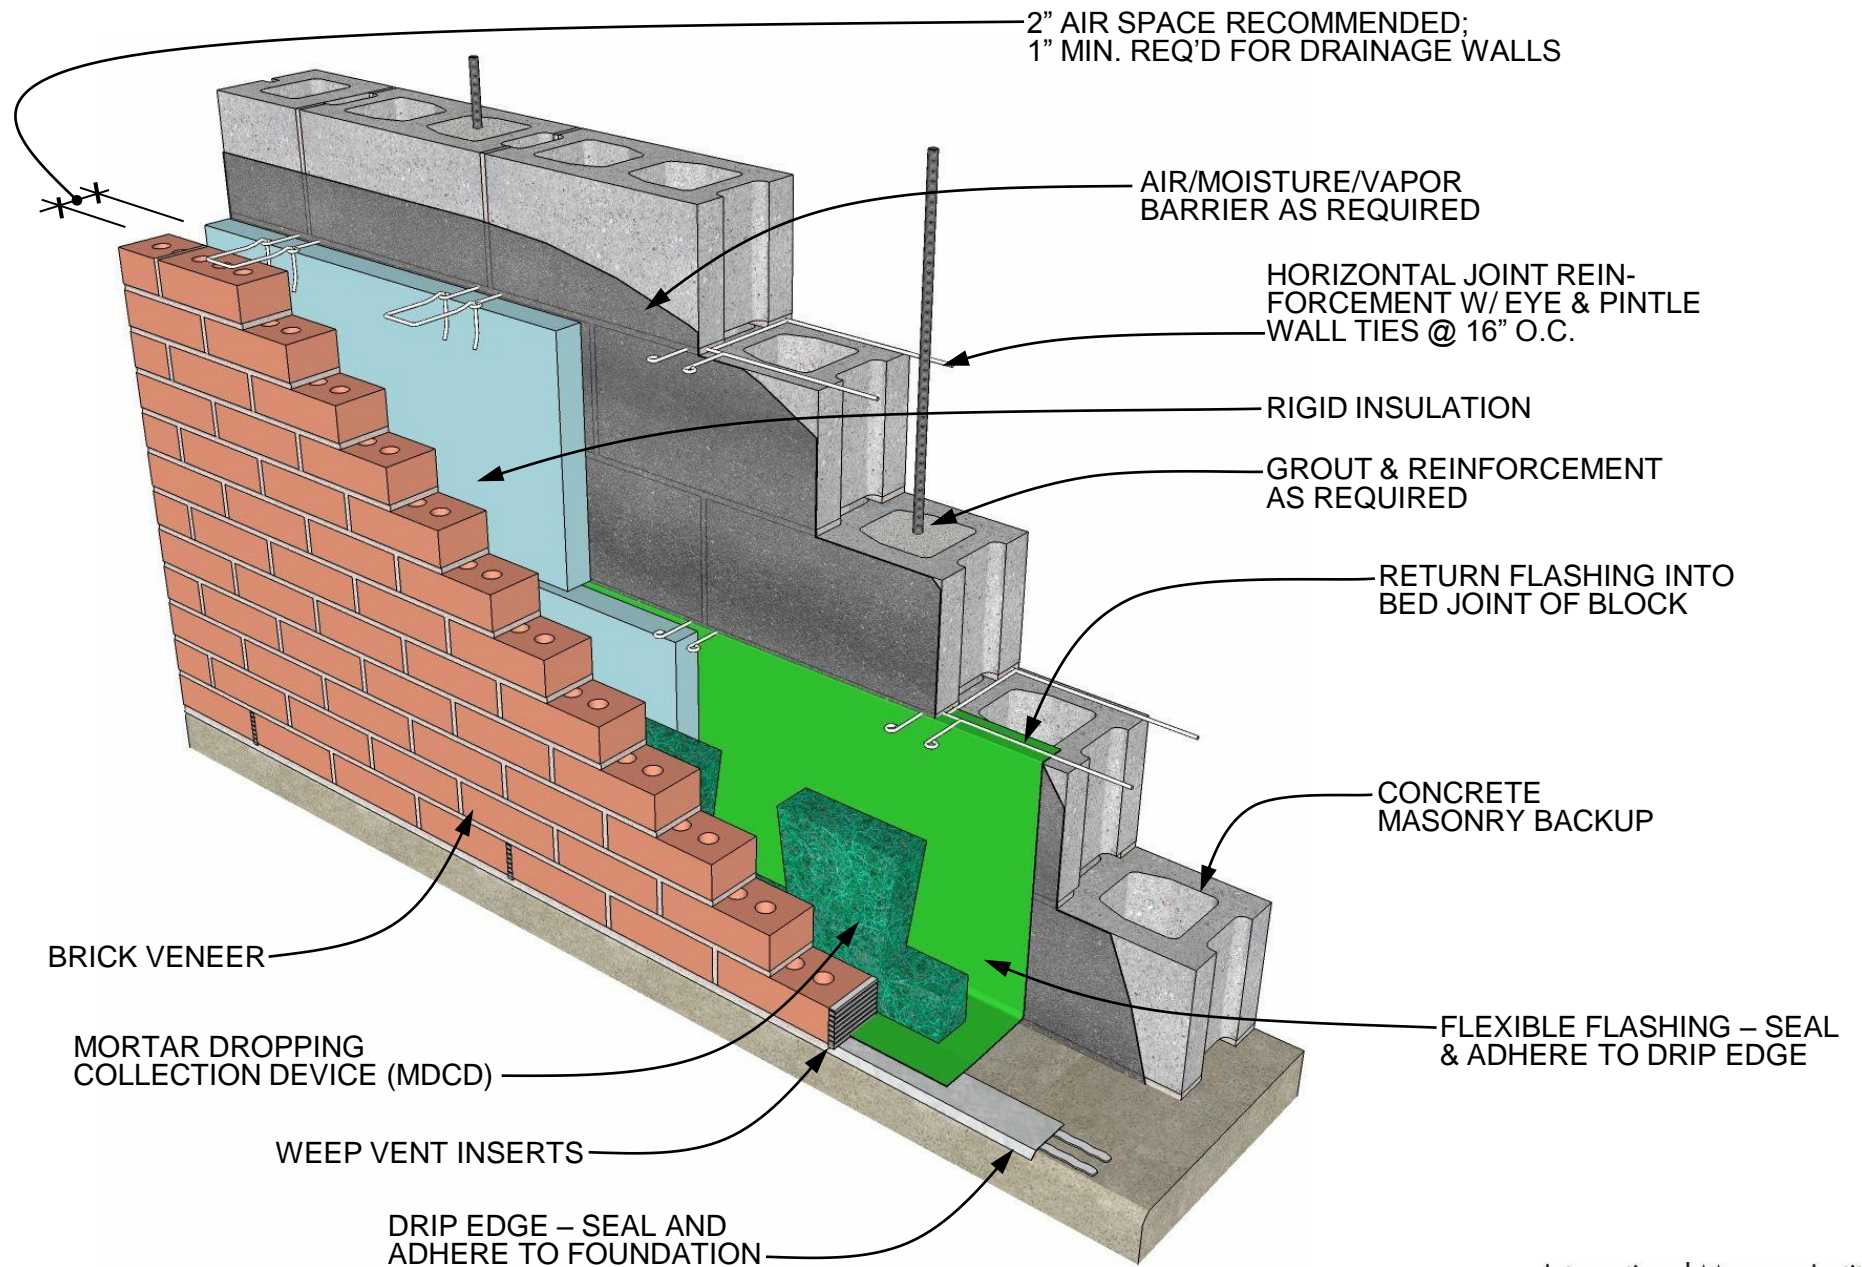 2” AIR SPACE RECOMMENDED;
1” MIN. REQ’D FOR DRAINAGE WALLS
AIR/MOISTURE/VAPOR
BARRIER AS REQUIRED
HORIZONTAL JOINT REIN-
FORCEMENT W/ EYE & PINTLE
WALL TIES @ 16” O.C.
RIGID INSULATION
GROUT & REINFORCEMENT
AS REQUIRED
RETURN FLASHING INTO
BED JOINT OF BLOCK
CONCRETE
MASONRY BACKUP
BRICK VENEER
FLEXIBLE FLASHING – SEAL
& ADHERE TO DRIP EDGE
MORTAR DROPPING
COLLECTION DEVICE (MDCD)
WEEP VENT INSERTS
DRIP EDGE – SEAL AND
ADHERE TO FOUNDATION